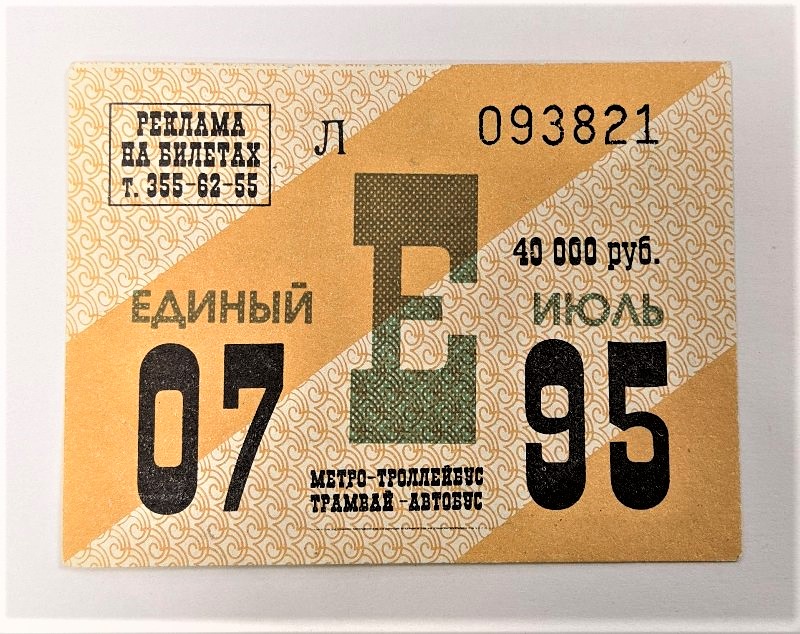 РЕКЛАМА
НА БИЛЕТАХ
т. 355-62-55
Л
093821
Е
40 000 руб.
ЕДИНЫЙ
ИЮЛЬ
07
95
МЕТРО-ТРОЛЛЕЙБУС
ТРАМВАЙ-АВТОБУС